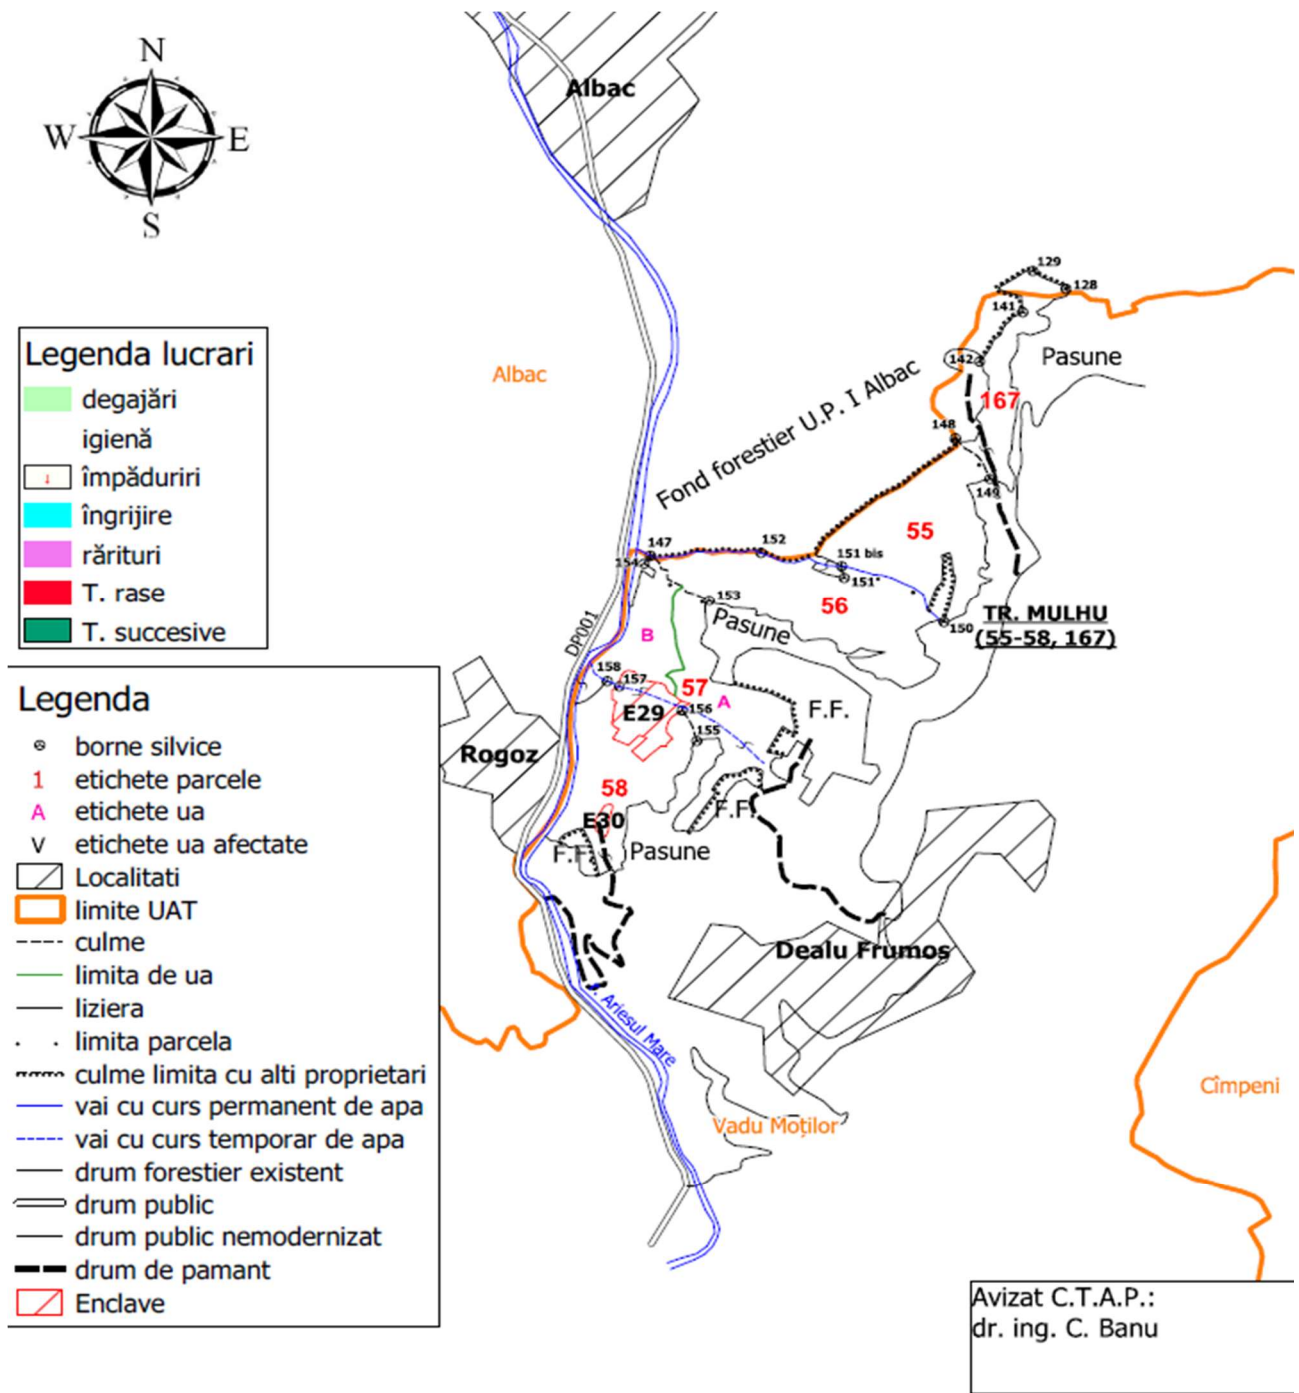 N
W
E
S
Albac
129
128
141
142
Pasune
Albac
Fond forestier U.P. I Albac
167
148
149
Legenda lucrari
degajări
igienă
împăduriri
îngrijire
rărituri
T. rase
T. succesive
55
147
152
151 bis
154
151
153
56
150
Pasune
TR. MULHU
(55-58, 167)
DP001
B
158
157
57
A
156
E29
F.F.
155
Rogoz
58
F.F.
E30
F.F.
Pasune
Dealu Frumos
Ariesul Mare
Vadu Moților
Cîmpeni
Legenda
borne silvice
1 etichete parcele
A etichete ua
V etichete ua afectate
Localitati
limite UAT
culme
limita de ua
liziera
limita parcela
culme limita cu alti proprietari
vai cu curs permanent de apa
vai cu curs temporar de apa
drum forestier existent
drum public
drum public nemodernizat
drum de pamant
Enclave
Avizat C.T.A.P.:
dr. ing. C. Banu